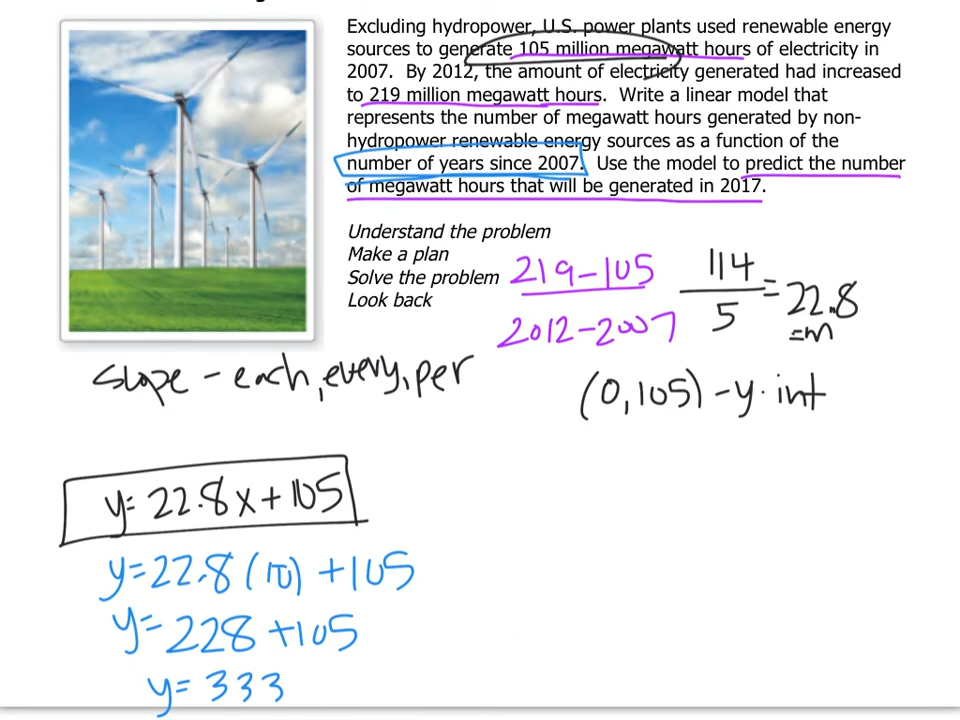 Excluding hydropower, U.S. power plants used renewable energy
sources to generate 105 million megawatt hours of electricity in
2007. By 2012, the amount of electricity generated had increased
to 219 million megawatt hours. Write a linear model that
represents the number of megawatt hours generated by non-
hydropower renewable energy sources as a function of the
number of years since 2007. Use the model to predict the number
of megawatt hours that will be generated in 2017.
Understand the problem
Make a plan
Solve the problem
Look back
219-105
2012-2007
114
5
=22.8
=m
slope - each, every, per
(0,105) - y. int
y= 22.8x+105
y=22.8(10) +105
y= 228 +105
y= 333